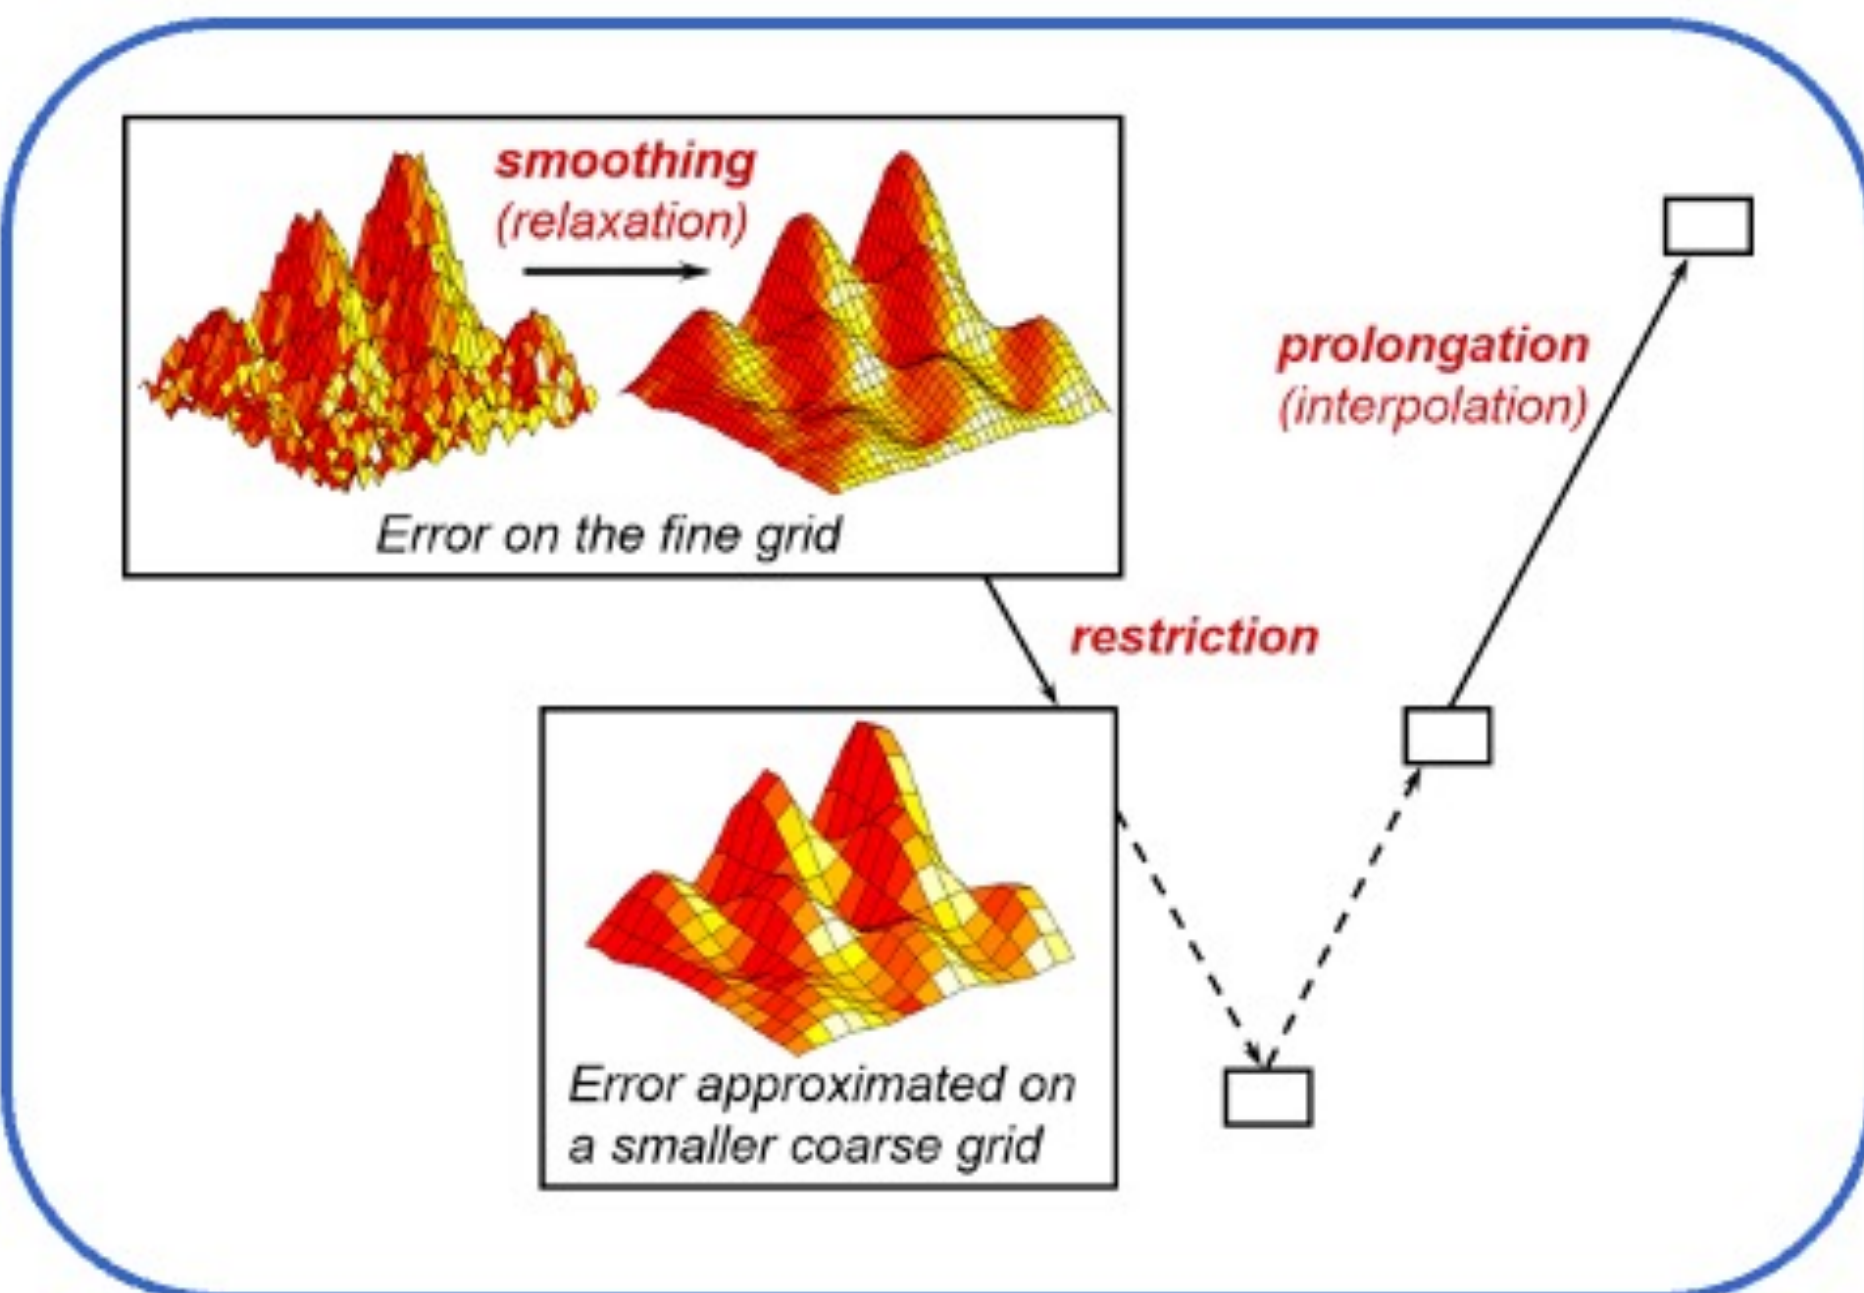 smoothing
(relaxation)
Error on the fine grid
prolongation
(interpolation)
restriction
Error approximated on
a smaller coarse grid